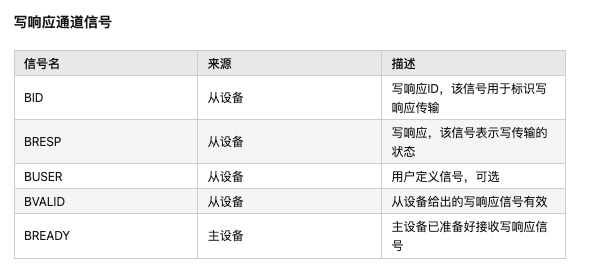 写响应通道信号
信号名 来源 描述
BID 从设备 写响应ID，该信号用于标识写
响应传输
BRESP 从设备 写响应，该信号表示写传输的
状态
BUSER 从设备 用户定义信号，可选
BVALID 从设备 从设备给出的写响应信号有效
BREADY 主设备 主设备已准备好接收写响应信
号